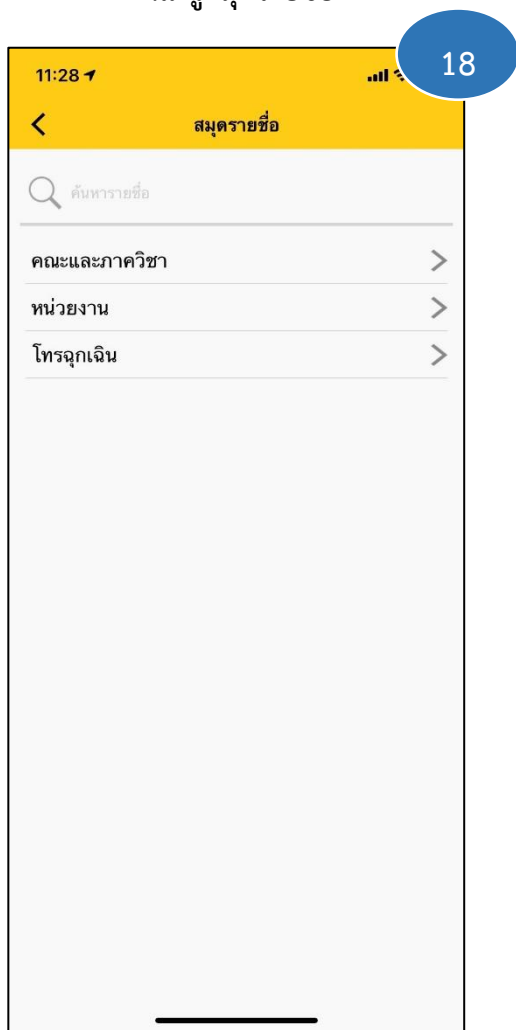 18
11:28
สมุดรายชื่อ
ค้นหารายชื่อ
คณะและภาควิชา
หน่วยงาน
โทรฉุกเฉิน